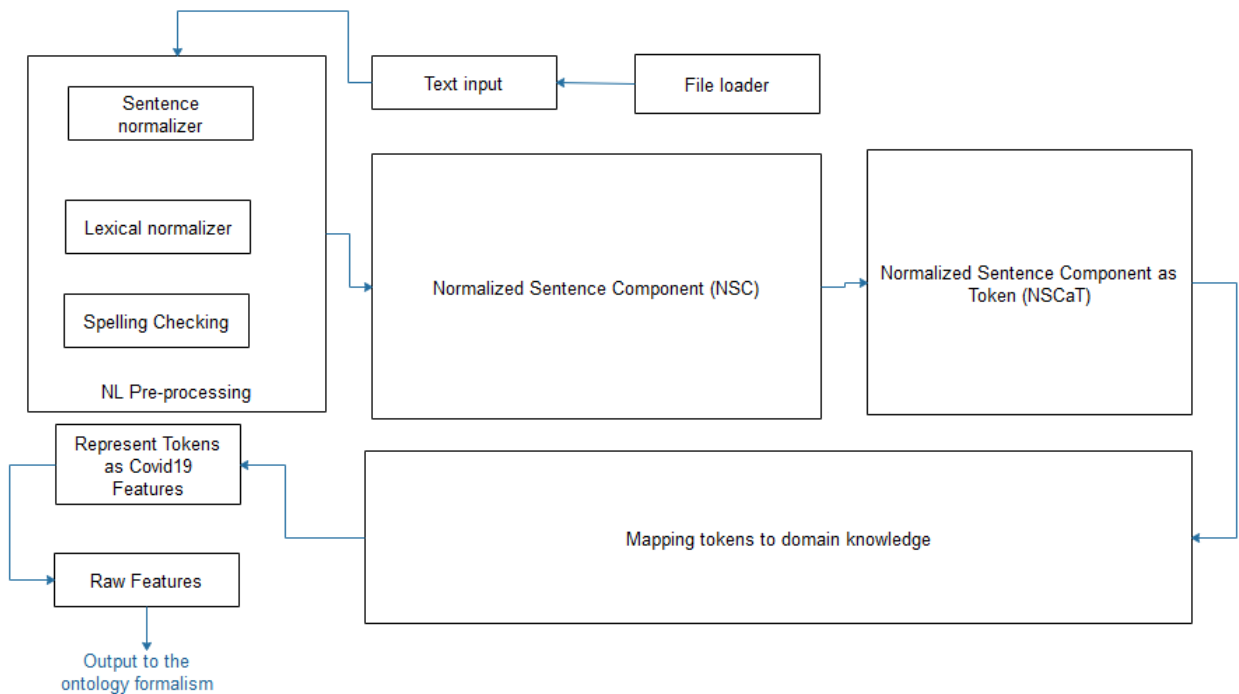 File loader
Text input
Sentence
normalizer
Lexical normalizer
Spelling Checking
NL Pre-processing
Normalized Sentence Component (NSC)
Normalized Sentence Component as
Token (NSCaT)
Mapping tokens to domain knowledge
Represent Tokens
as Covid19
Features
Raw Features
Output to the
ontology formalism